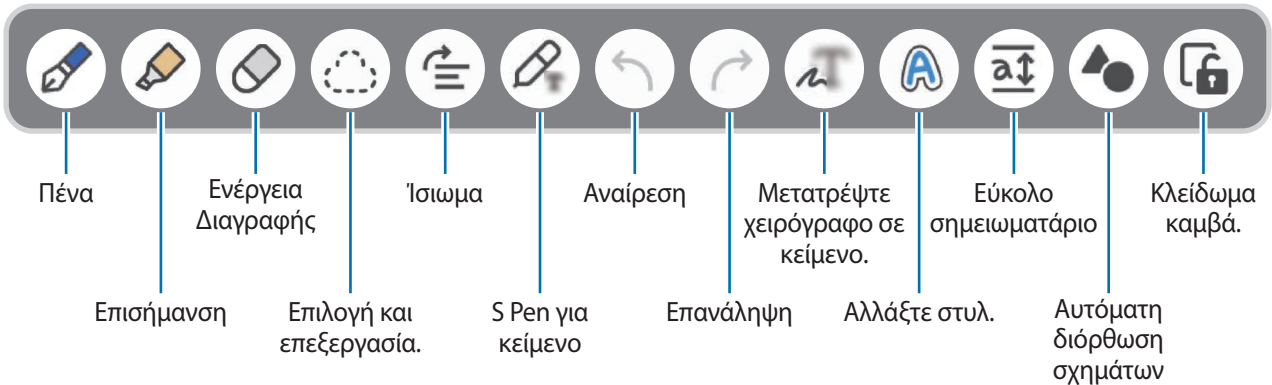 Πένα
Ενέργεια
Διαγραφής
Ίσιωμα
Αναίρεση
Μετατρέψτε
χειρόγραφο σε
κείμενο.
Εύκολο
σημειωματάριο
Κλείδωμα
καμβά.
Επισήμανση
Επιλογή και
επεξεργασία.
S Pen για
κείμενο
Επανάληψη
Αλλάξτε στυλ.
Αυτόματη
διόρθωση
σχημάτων